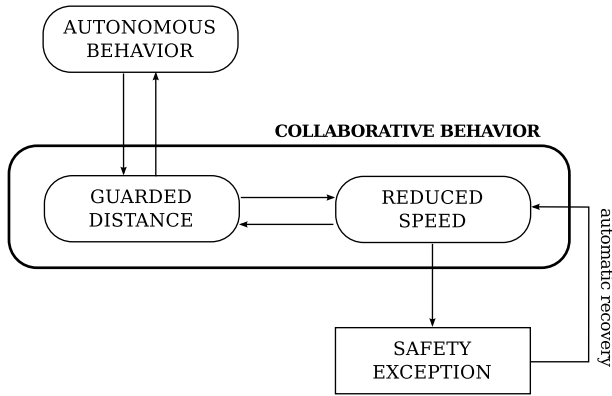 AUTONOMOUS
BEHAVIOR
COLLABORATIVE BEHAVIOR
GUARDED
DISTANCE
REDUCED
SPEED
automatic recovery
SAFETY
EXCEPTION